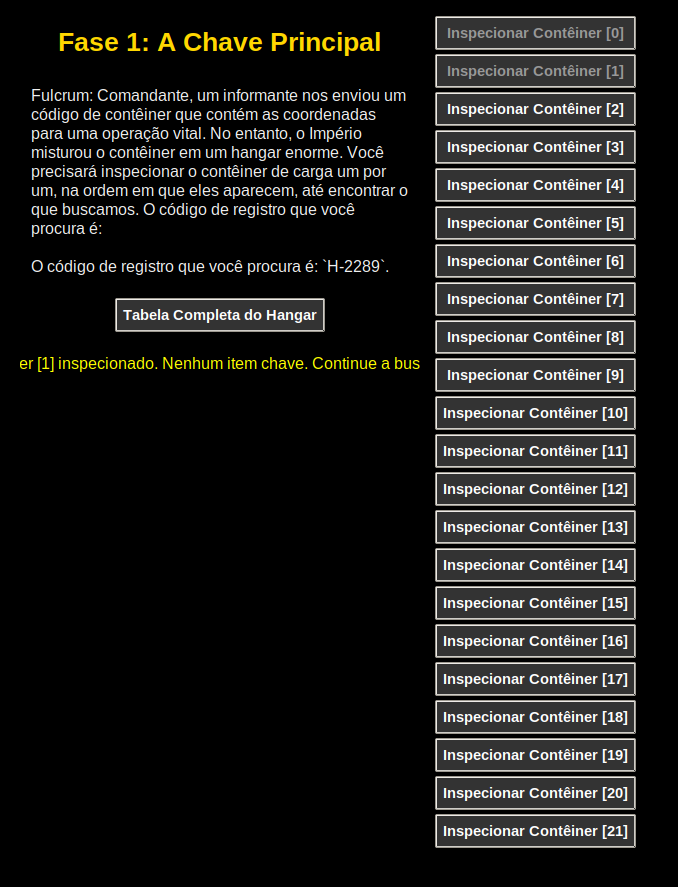 Fase 1: A Chave Principal
Fulcrum: Comandante, um informante nos enviou um
código de contêiner que contém as coordenadas
para uma operação vital. No entanto, o Império
misturou o contêiner em um hangar enorme. Você
precisará inspecionar o contêiner de carga um por
um, na ordem em que eles aparecem, até encontrar o
que buscamos. O código de registro que você
procura é:
O código de registro que você procura é: `H-2289`.
Tabela Completa do Hangar
er [1] inspecionado. Nenhum item chave. Continue a bus
Inspecionar Contêiner [0]
Inspecionar Contêiner [1]
Inspecionar Contêiner [2]
Inspecionar Contêiner [3]
Inspecionar Contêiner [4]
Inspecionar Contêiner [5]
Inspecionar Contêiner [6]
Inspecionar Contêiner [7]
Inspecionar Contêiner [8]
Inspecionar Contêiner [9]
Inspecionar Contêiner [10]
Inspecionar Contêiner [11]
Inspecionar Contêiner [12]
Inspecionar Contêiner [13]
Inspecionar Contêiner [14]
Inspecionar Contêiner [15]
Inspecionar Contêiner [16]
Inspecionar Contêiner [17]
Inspecionar Contêiner [18]
Inspecionar Contêiner [19]
Inspecionar Contêiner [20]
Inspecionar Contêiner [21]